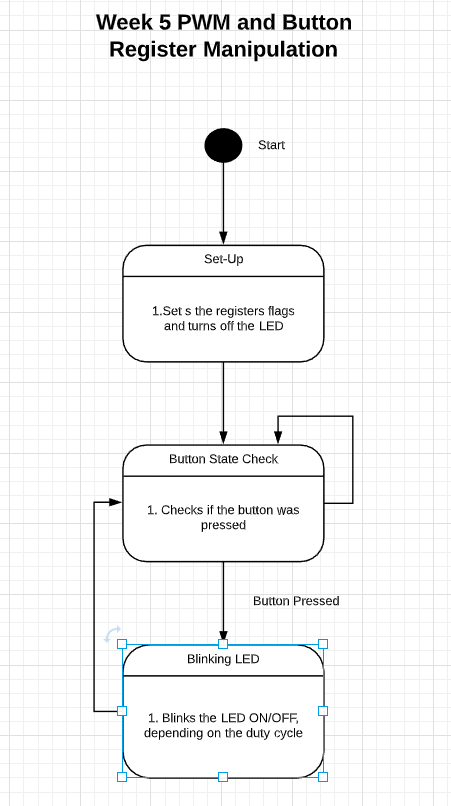 Week 5 PWM and Button
Register Manipulation
Start
Set-Up
1.Set s the registers flags
and turns off the LED
Button State Check
1. Checks if the button was
pressed
Button Pressed
Blinking LED
1. Blinks the LED ON/OFF,
depending on the duty cycle